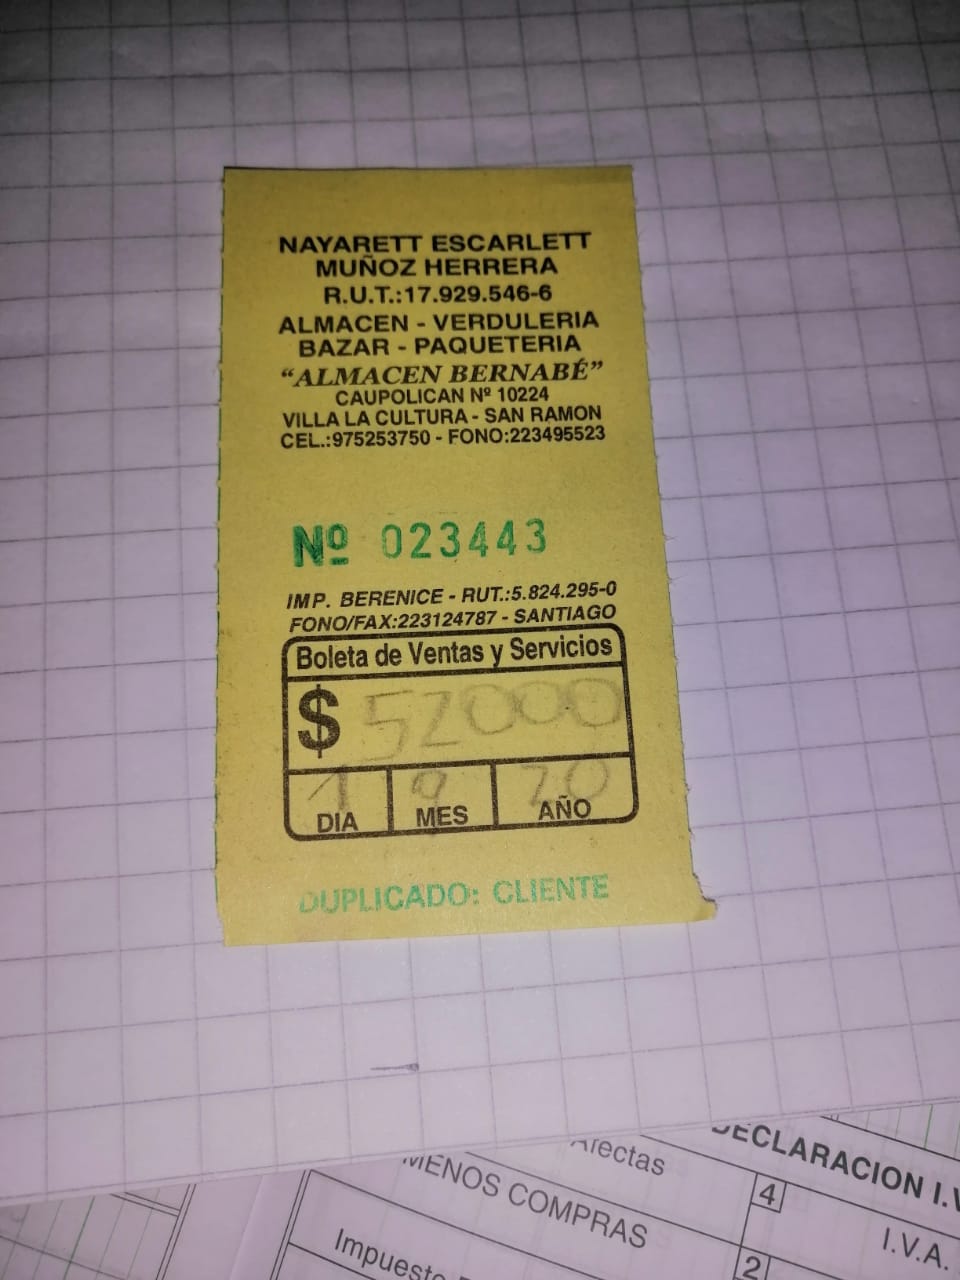 NAYARETT ESCARLETT
MUÑOZ HERRERA
R.U.T.:17.929.546-6
ALMACEN - VERDULERIA
BAZAR - PAQUETERIA
“ALMACEN BERNABÉ”
CAUPOLICAN Nº 10224
VILLA LA CULTURA - SAN RAMON
CEL.:975253750 - FONO:223495523
Nº 023443
IMP. BERENICE - RUT.:5.824.295-0
FONO/FAX:223124787 - SANTIAGO
Boleta de Ventas y Servicios
$ 52000
1 9 20
DIA MES AÑO
DUPLICADO: CLIENTE
DECLARACION
Afectas
4
MENOS COMPRAS
I.V.A.
2
Impuesto